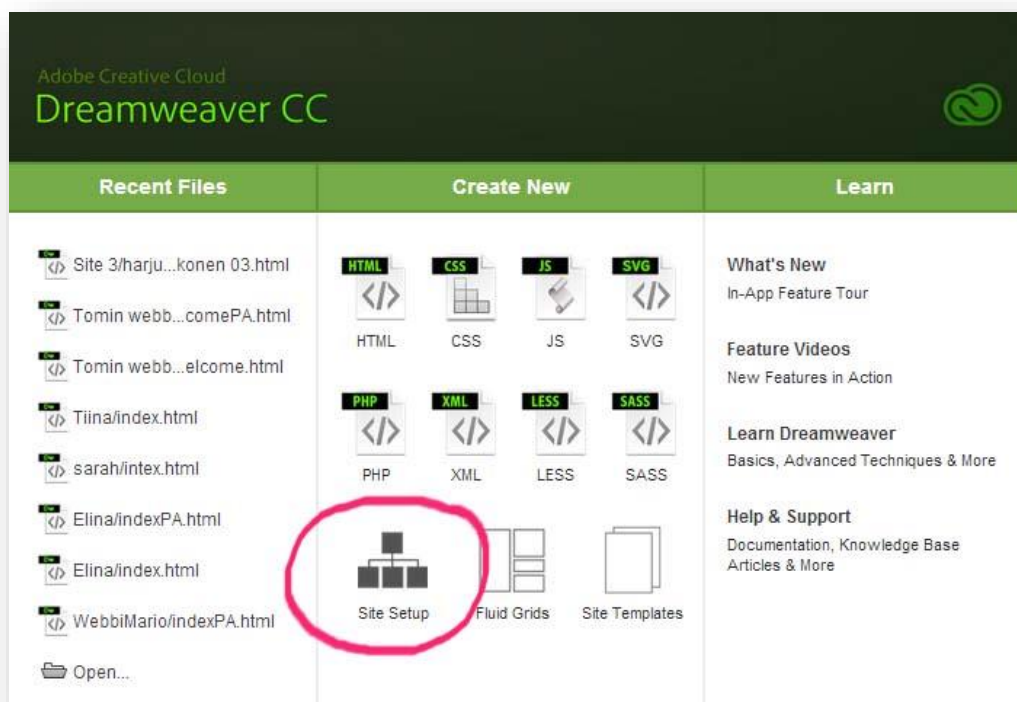 Adobe Creative Cloud
Dreamweaver CC
Recent Files
Site 3/harju...konen 03.html
Tomin webb...comePA.html
Tomin webb...elcome.html
Tiina/index.html
sarah/intex.html
Elina/indexPA.html
Elina/index.html
WebbiMario/indexPA.html
Open...
Create New
HTML CSS JS SVG
HTML CSS JS SVG
PHP XML LESS SASS
PHP XML LESS SASS
Site Setup Fluid Grids Site Templates
Learn
What's New
In-App Feature Tour
Feature Videos
New Features in Action
Learn Dreamweaver
Basics, Advanced Techniques & More
Help & Support
Documentation, Knowledge Base
Articles & More